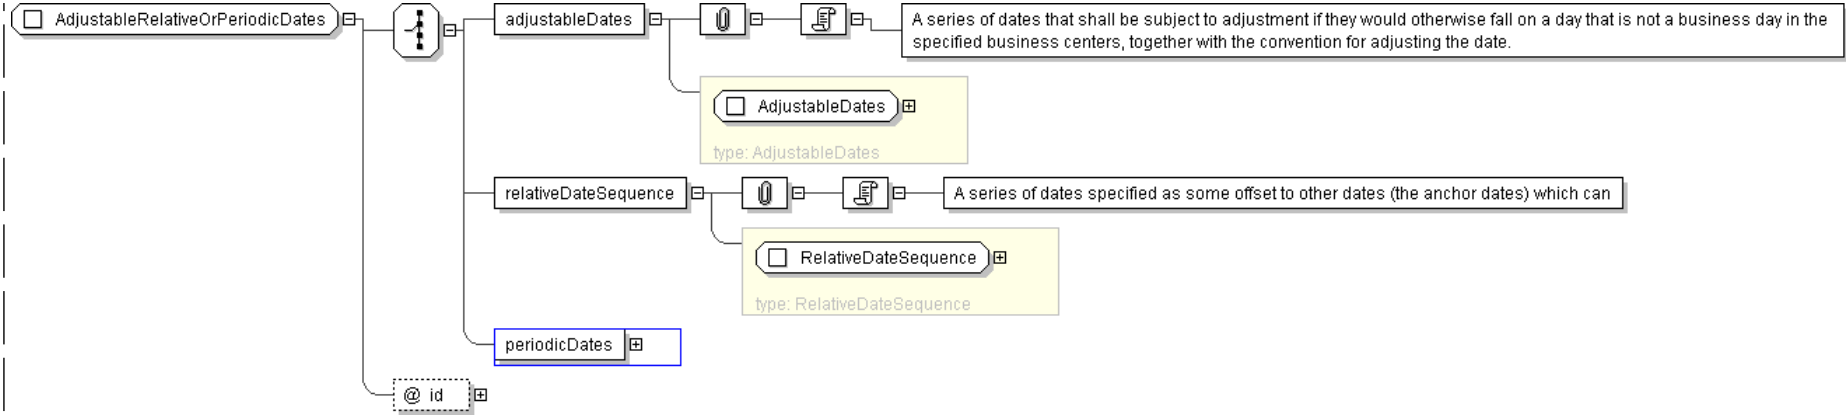 AdjustableRelativeOrPeriodicDates
adjustableDates
A series of dates that shall be subject to adjustment if they would otherwise fall on a day that is not a business day in the
specified business centers, together with the convention for adjusting the date.
AdjustableDates
type: AdjustableDates
relativeDateSequence
A series of dates specified as some offset to other dates (the anchor dates) which can
RelativeDateSequence
type: RelativeDateSequence
periodicDates
@ id